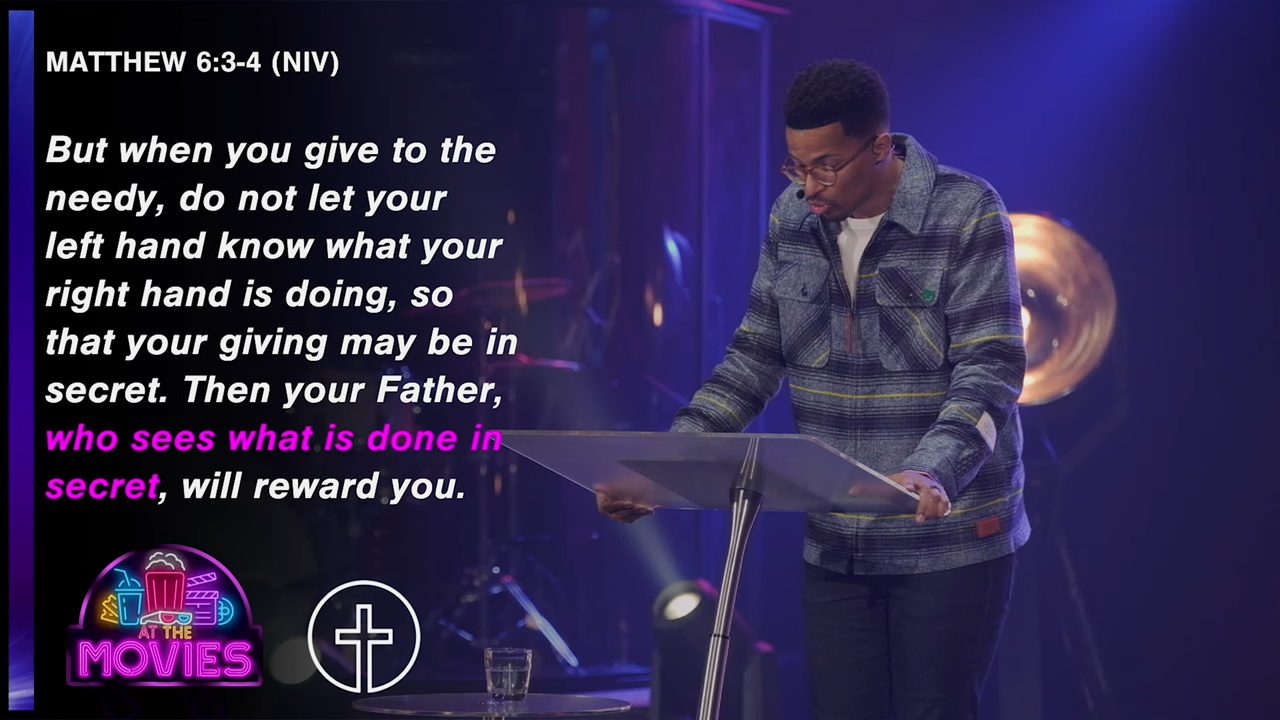 MATTHEW 6:3-4 (NIV)
But when you give to the
needy, do not let your
left hand know what your
right hand is doing, so
that your giving may be in
secret. Then your Father,
who sees what is done in
secret, will reward you.
AT THE
MOVIES